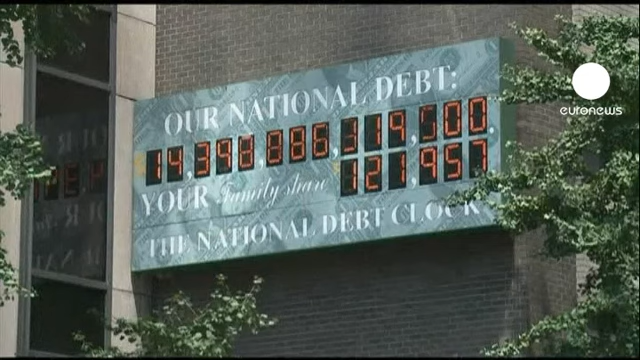 OUR NATIONAL DEBT:
14,398,886,319,500.
YOUR Family share 121,957
THE NATIONAL DEBT CLOCK
euronews